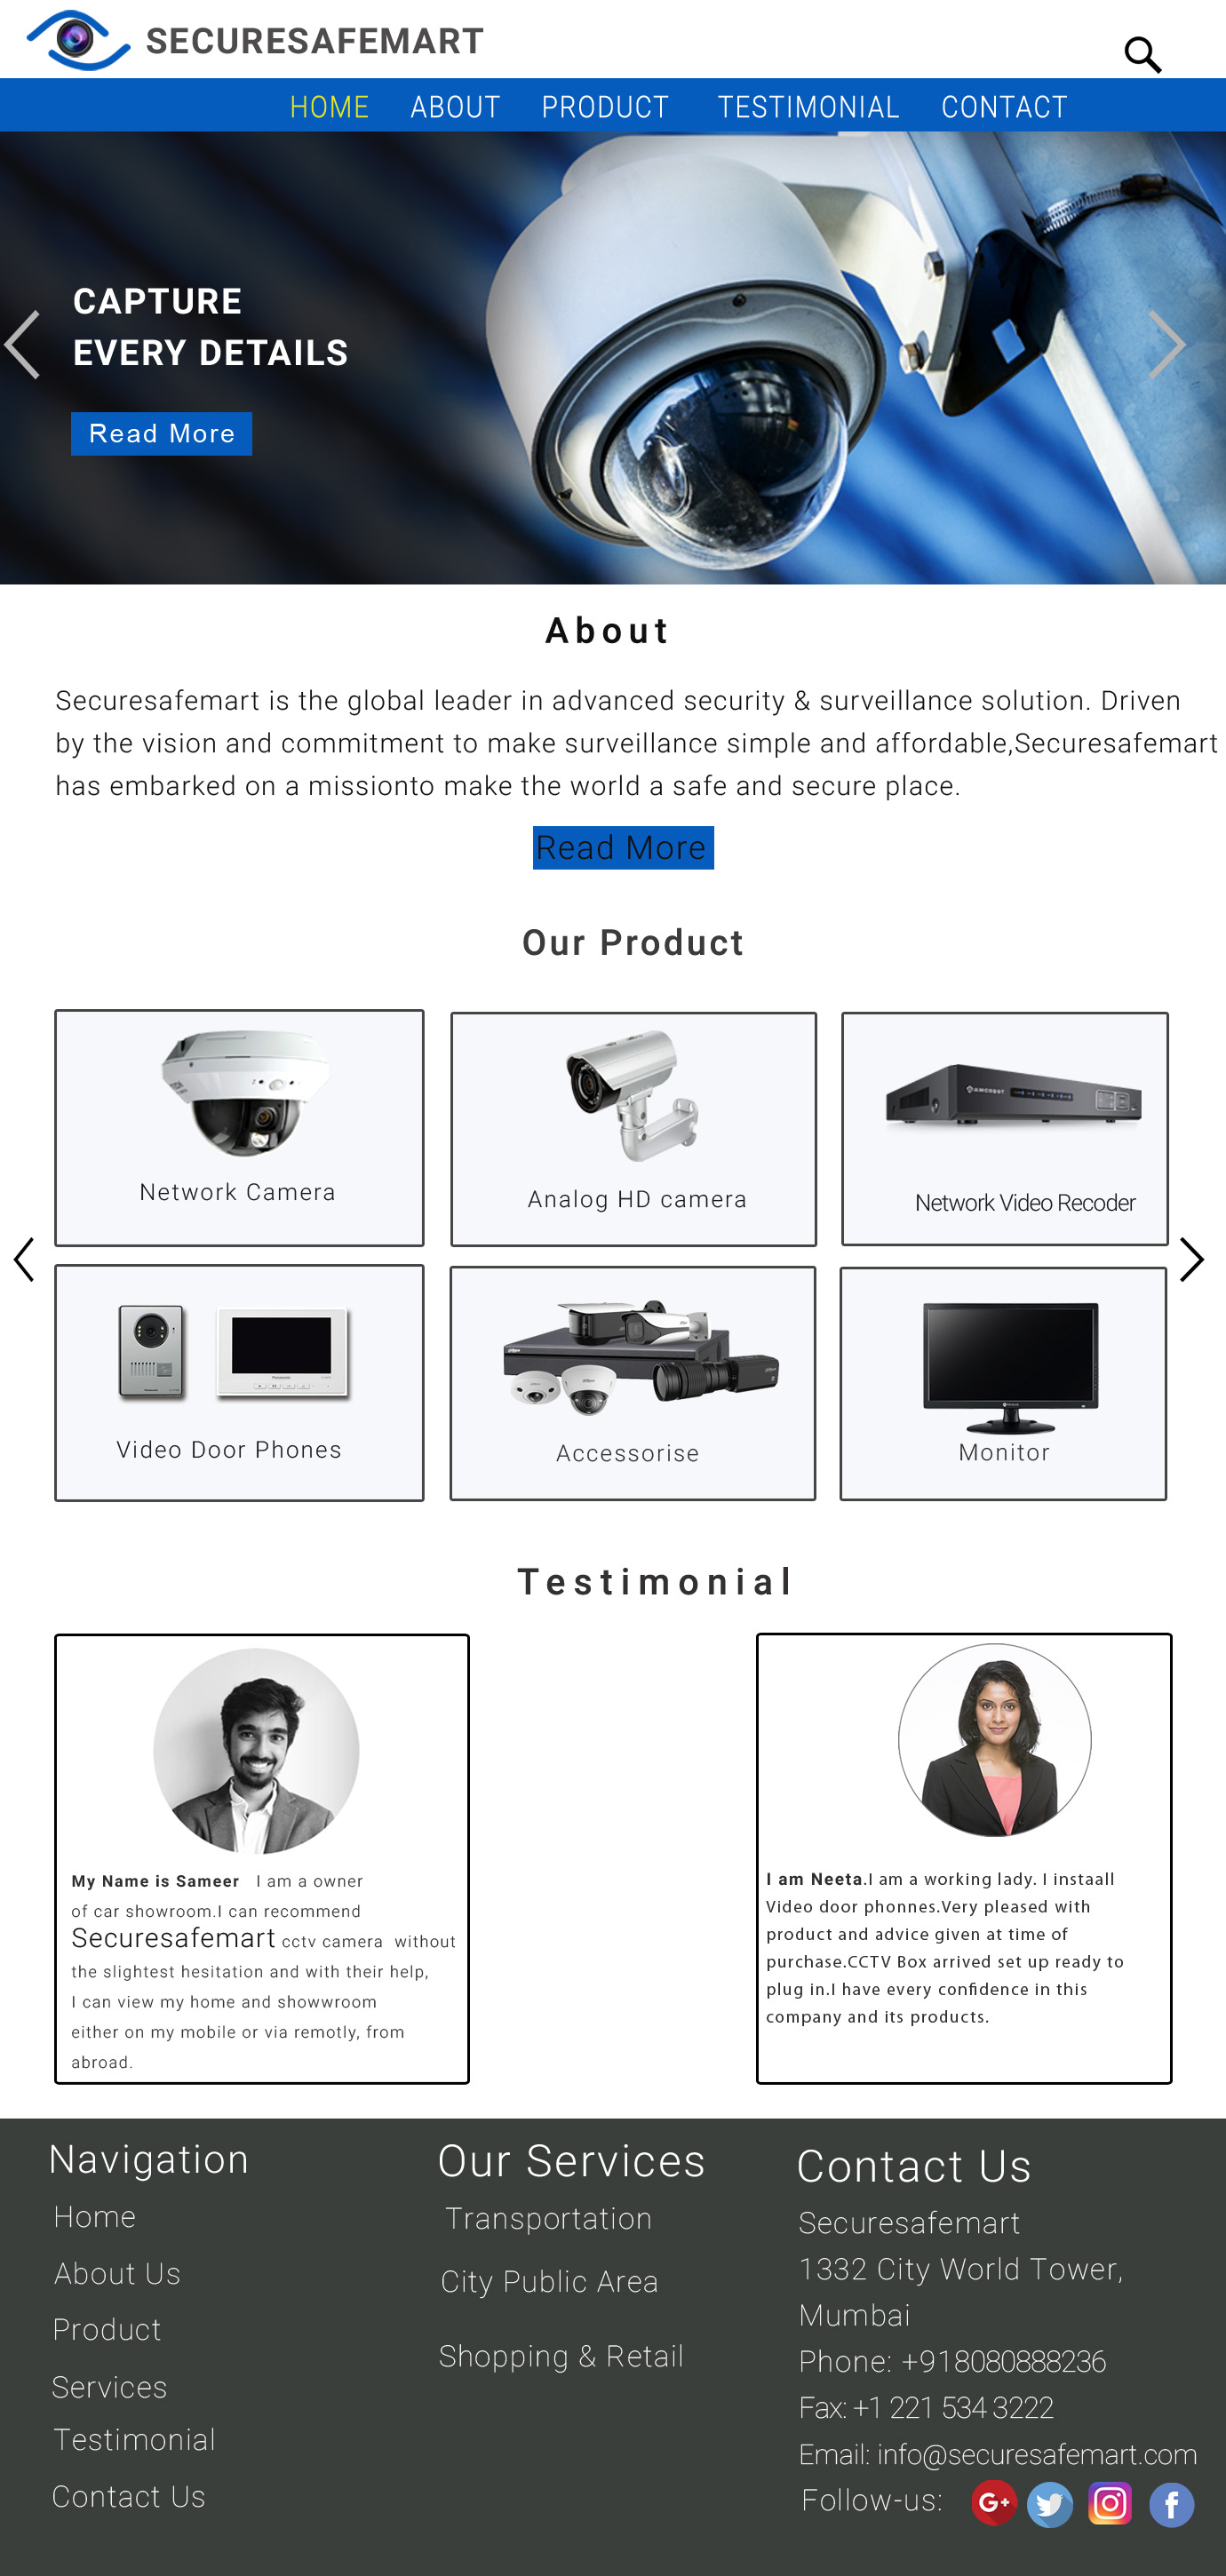 SECURESAFEMART
HOME ABOUT PRODUCT TESTIMONIAL CONTACT
CAPTURE
EVERY DETAILS
Read More
About
Securesafemart is the global leader in advanced security & surveillance solution. Driven
by the vision and commitment to make surveillance simple and affordable,Securesafemart
has embarked on a missionto make the world a safe and secure place.
Read More
Our Product
AMCREST
Network Camera
Analog HD camera
Network Video Recoder
Panasonic
Video Door Phones
Accessorise
Monitor
Testimonial
My Name is Sameer I am a owner
of car showroom.I can recommend
Securesafemart cctv camera without
the slightest hesitation and with their help,
I can view my home and showwroom
either on my mobile or via remotly, from
abroad.
I am Neeta.I am a working lady. I instaall
Video door phonnes.Very pleased with
product and advice given at time of
purchase.CCTV Box arrived set up ready to
plug in.I have every confidence in this
company and its products.
Navigation
Home
About Us
Product
Services
Testimonial
Contact Us
Our Services
Transportation
City Public Area
Shopping & Retail
Contact Us
Securesafemart
1332 City World Tower,
Mumbai
Phone: +918080888236
Fax: +1 221 534 3222
Email: info@securesafemart.com
Follow-us:
G+
f